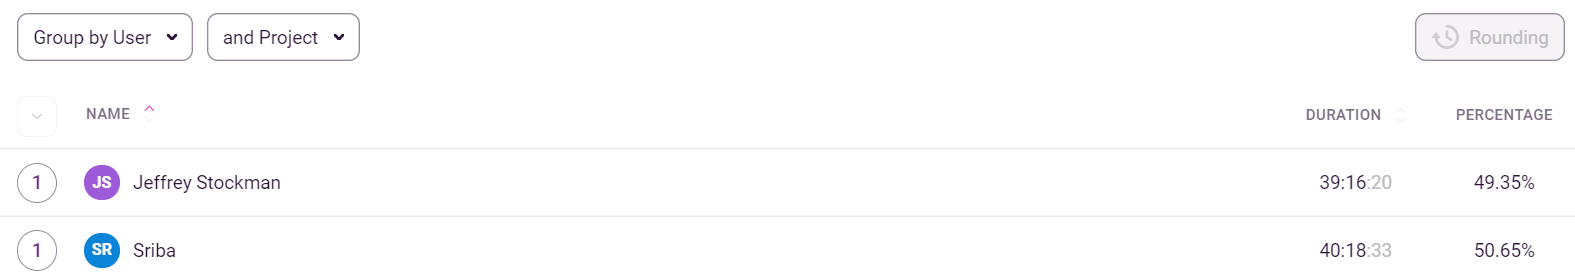 Group by User and Project Rounding
NAME DURATION PERCENTAGE
1 JS Jeffrey Stockman 39:16:20 49.35%
1 SR Sriba 40:18:33 50.65%